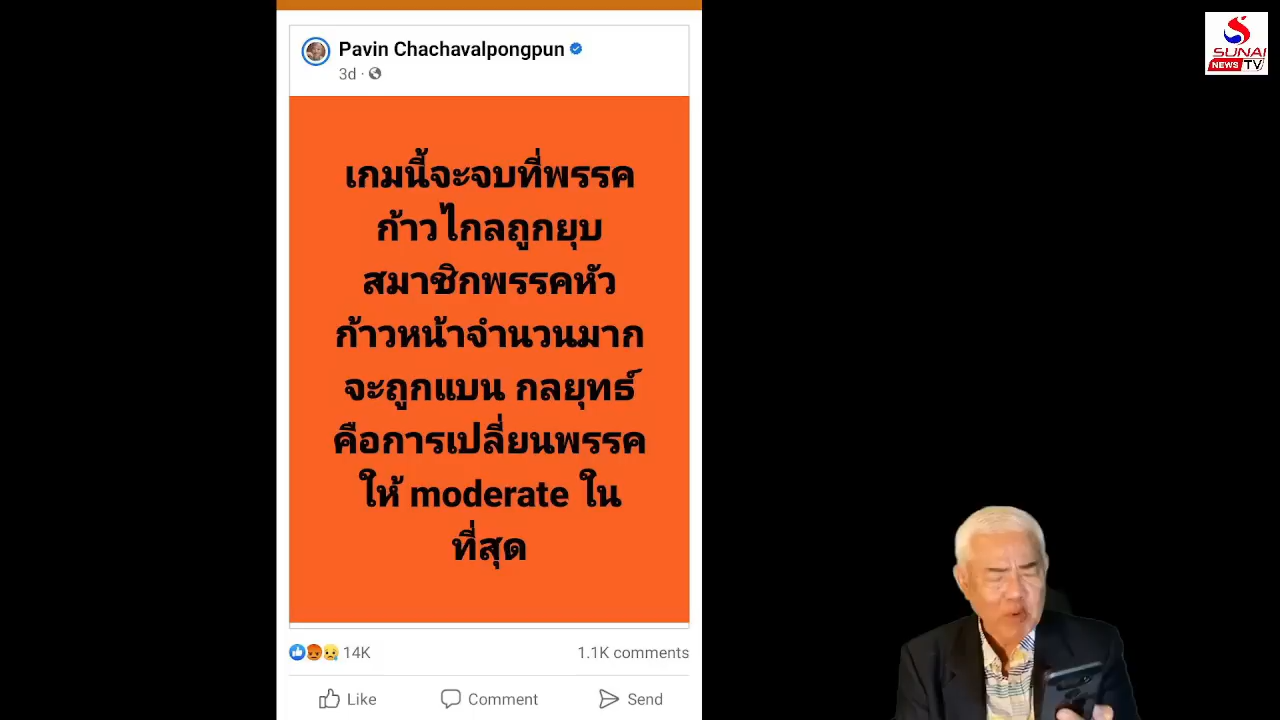 Pavin Chachavalpongpun
3d
เกมนี้จะจบที่พรรค
ก้าวไกลถูกยุบ
สมาชิกพรรคหัว
ก้าวหน้าจำนวนมาก
จะถูกแบน กลยุทธ์
คือการเปลี่ยนพรรค
ให้ moderate ใน
ที่สุด
14K 1.1K comments
Like Comment Send
SUNAI
NEWS TV